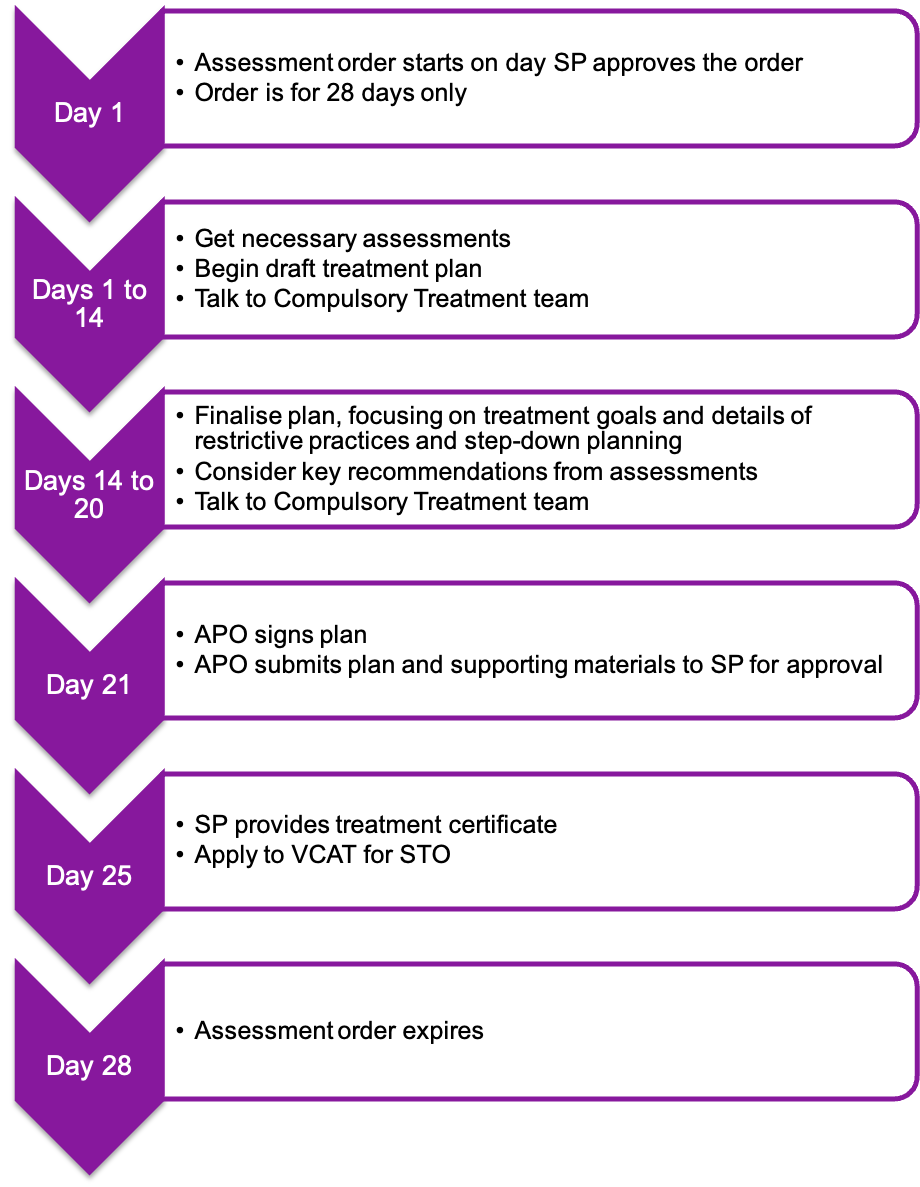 Day 1
• Assessment order starts on day SP approves the order
• Order is for 28 days only
Days 1 to
14
• Get necessary assessments
• Begin draft treatment plan
• Talk to Compulsory Treatment team
Days 14 to
20
• Finalise plan, focusing on treatment goals and details of
restrictive practices and step-down planning
• Consider key recommendations from assessments
• Talk to Compulsory Treatment team
Day 21
• APO signs plan
• APO submits plan and supporting materials to SP for approval
Day 25
• SP provides treatment certificate
• Apply to VCAT for STO
Day 28
• Assessment order expires